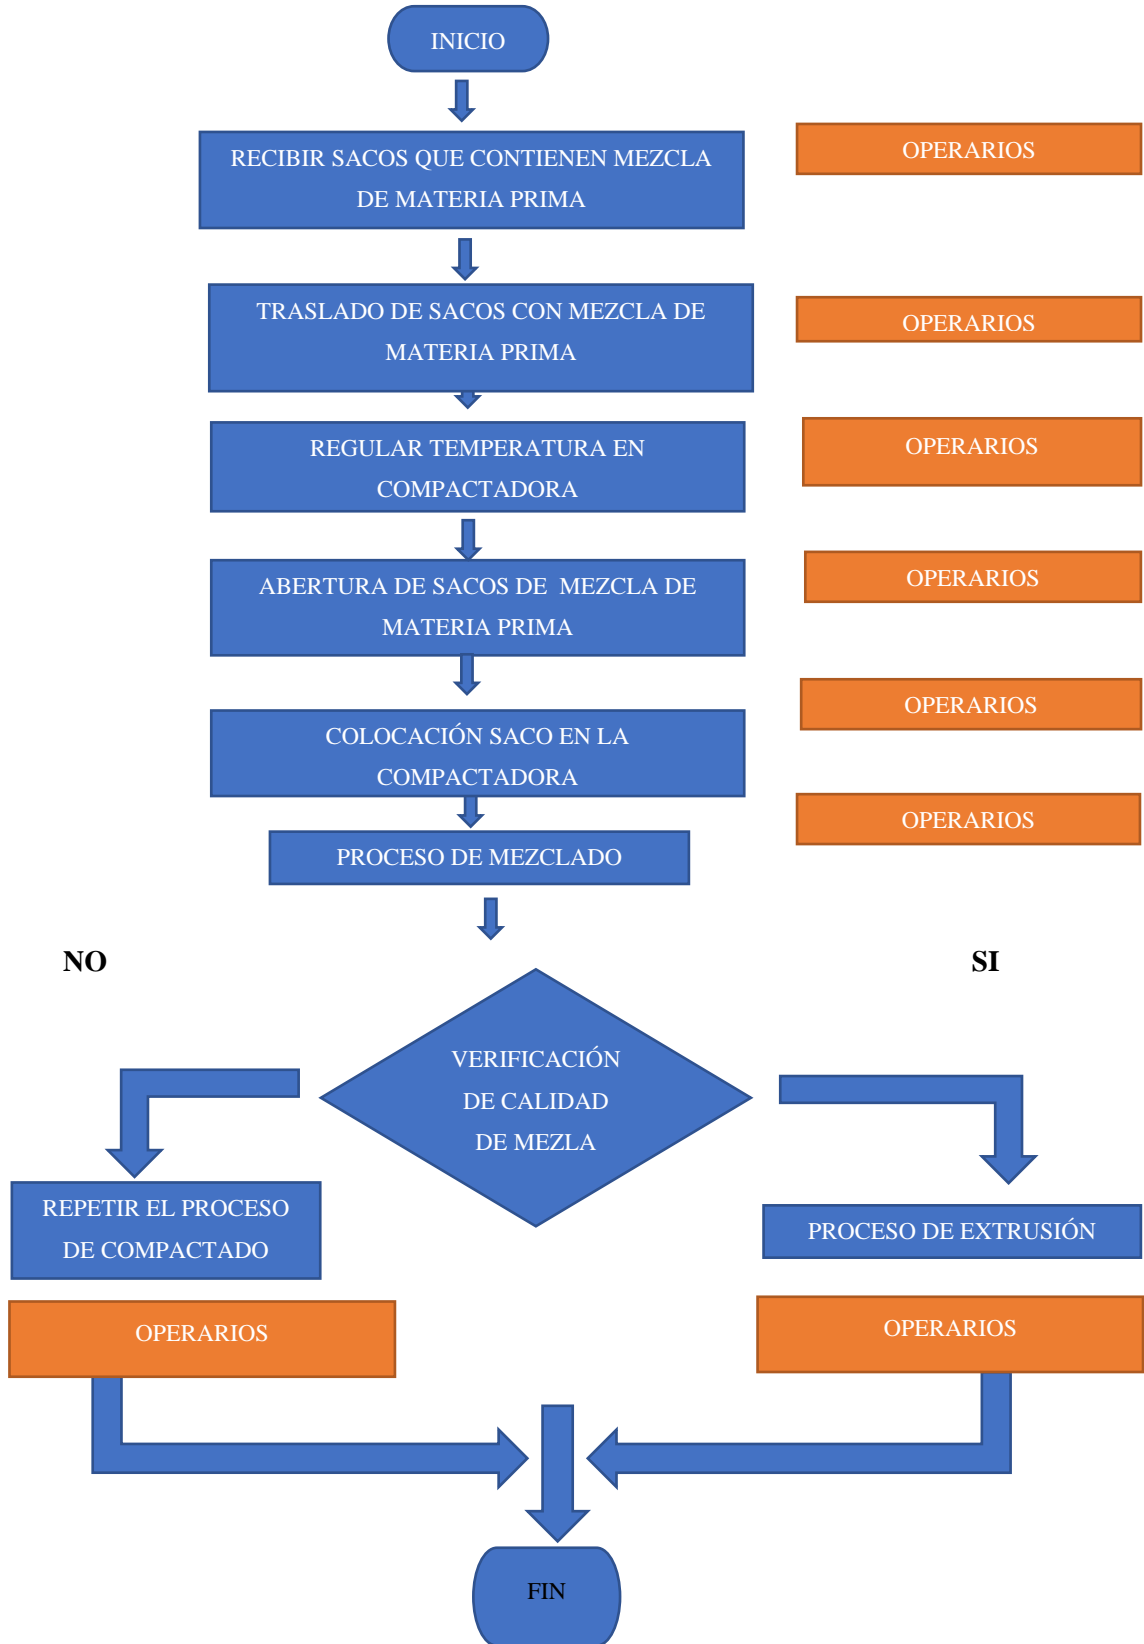 INICIO
RECIBIR SACOS QUE CONTIENEN MEZCLA
DE MATERIA PRIMA
OPERARIOS
TRASLADO DE SACOS CON MEZCLA DE
MATERIA PRIMA
OPERARIOS
REGULAR TEMPERATURA EN
COMPACTADORA
OPERARIOS
ABERTURA DE SACOS DE  MEZCLA DE
MATERIA PRIMA
OPERARIOS
COLOCACIÓN SACO EN LA
COMPACTADORA
OPERARIOS
PROCESO DE MEZCLADO
OPERARIOS
NO
SI
VERIFICACIÓN
DE CALIDAD
DE MEZLA
REPETIR EL PROCESO
DE COMPACTADO
OPERARIOS
PROCESO DE EXTRUSIÓN
OPERARIOS
FIN